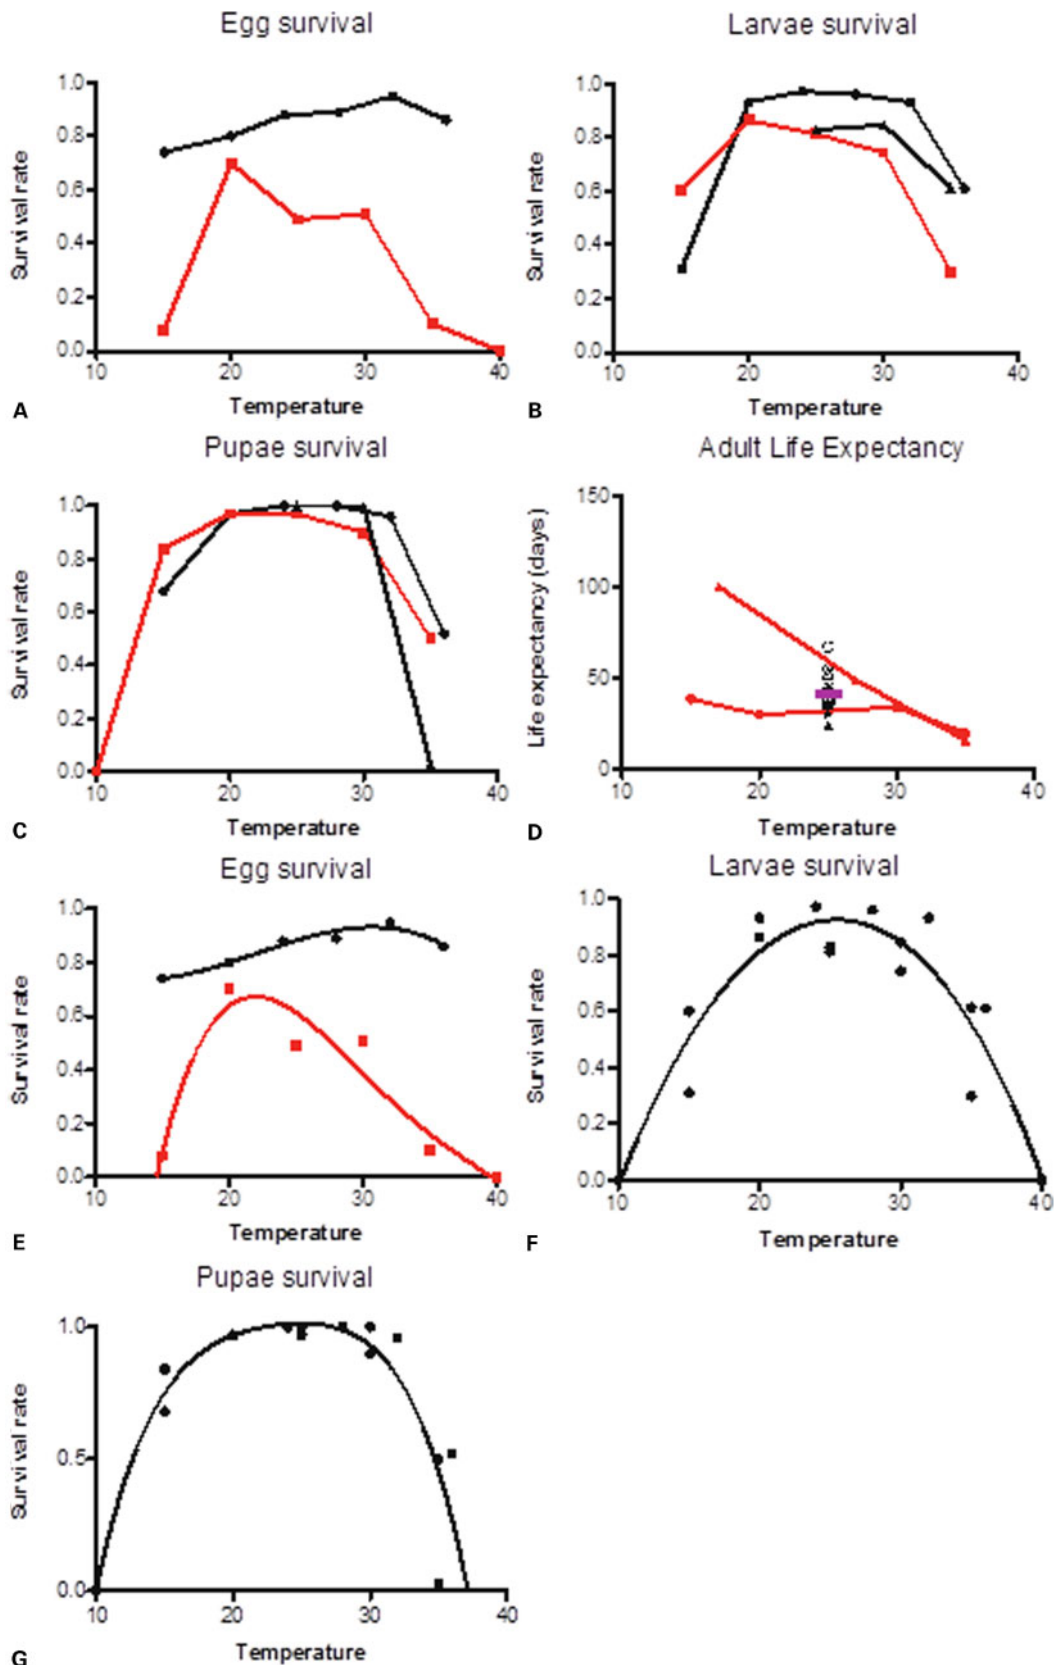 Egg survival
Survival rate
1.0
0.8
0.6
0.4
0.2
0.0
10 20 30 40
Temperature
A
Larvae survival
Survival rate
1.0
0.8
0.6
0.4
0.2
0.0
10 20 30 40
Temperature
B
Pupae survival
Survival rate
1.0
0.8
0.6
0.4
0.2
0.0
10 20 30 40
Temperature
C
Adult Life Expectancy
Life expectancy (days)
150
100
50
0
10 20 30 40
Temperature
D
Egg survival
Survival rate
1.0
0.8
0.6
0.4
0.2
0.0
10 20 30 40
Temperature
E
Larvae survival
Survival rate
1.0
0.8
0.6
0.4
0.2
0.0
10 20 30 40
Temperature
F
Pupae survival
Survival rate
1.0
0.5
0.0
10 20 30 40
Temperature
G